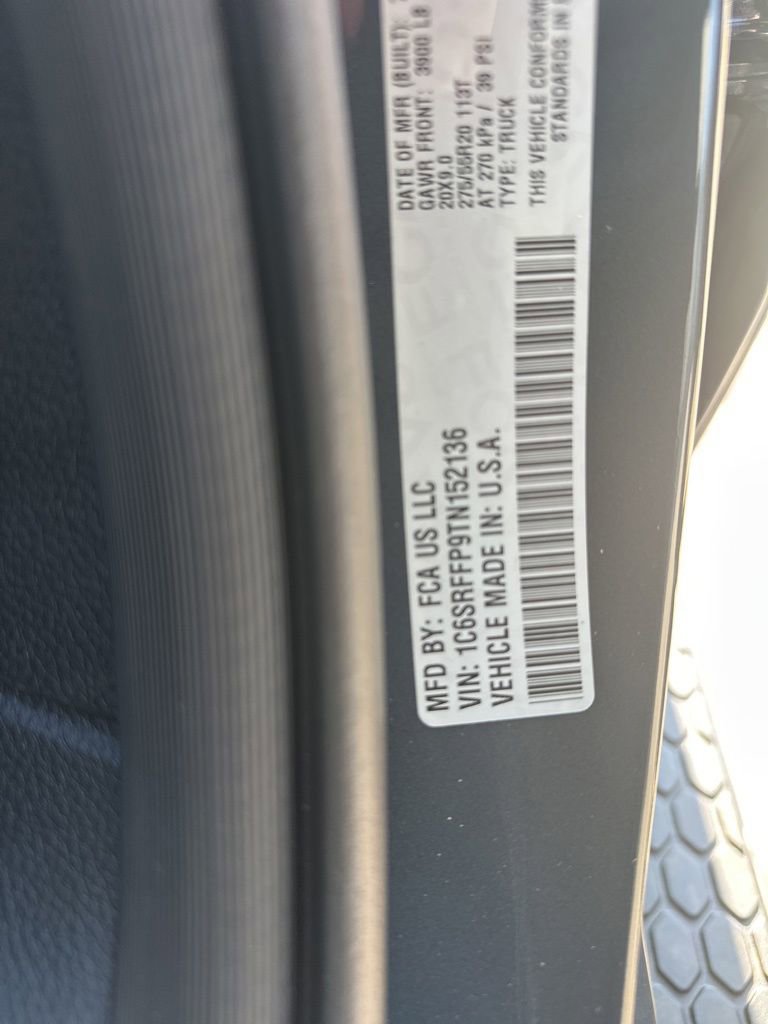 MFD BY: FCA US LLC
VIN: 1C6SRFFP9TN152136
VEHICLE MADE IN: U.S.A.
DATE OF MFR (BUILT):
GAWR FRONT: 3900 LB
20X9.0
275/55R20 113T
AT 270 kPa / 39 PSI
TYPE: TRUCK
THIS VEHICLE CONFORM
STANDARDS IN